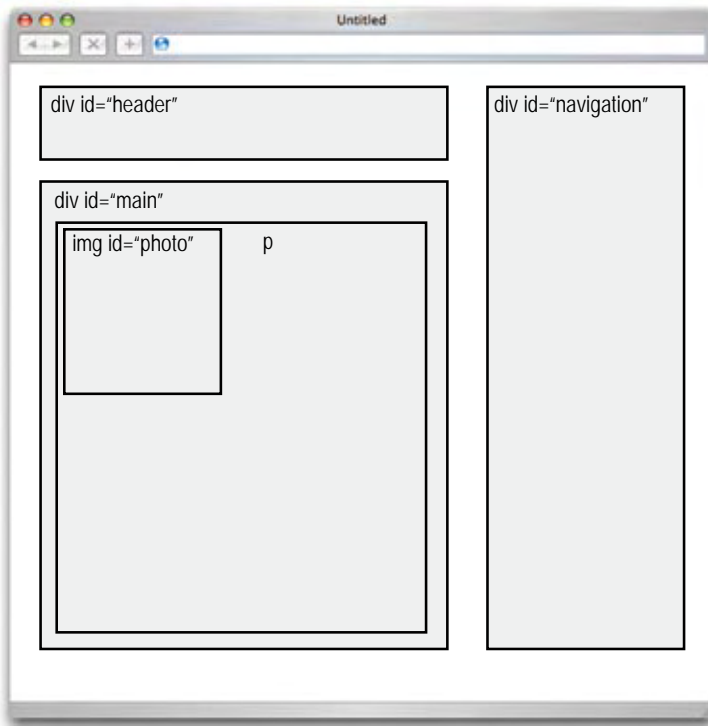 Untitled
div id=“header”
div id=“navigation”
div id=“main”
img id=“photo”
p